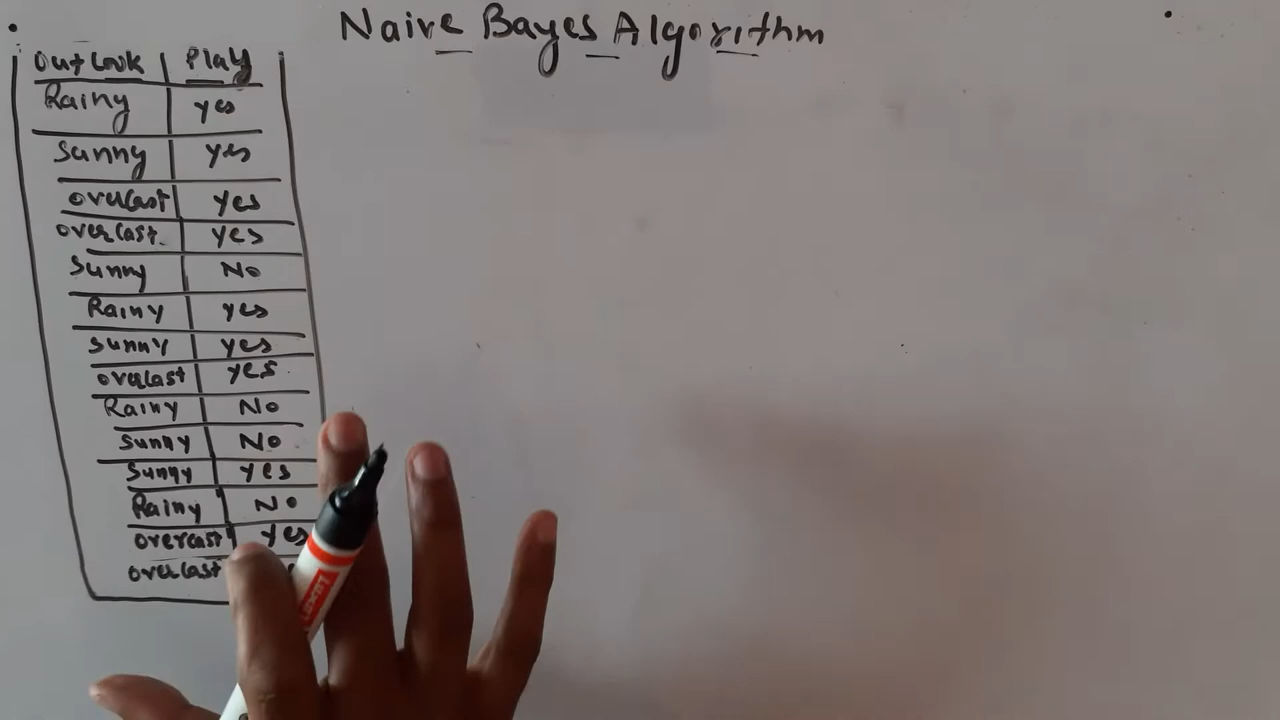 Naive Bayes Algorithm
Outlook Play
Rainy yes
Sunny yes
overcast yes
overcast. yes
Sunny No
Rainy yes
Sunny yes
overcast yes
Rainy No
Sunny No
Sunny yes
Rainy No
overcast yes
overcast